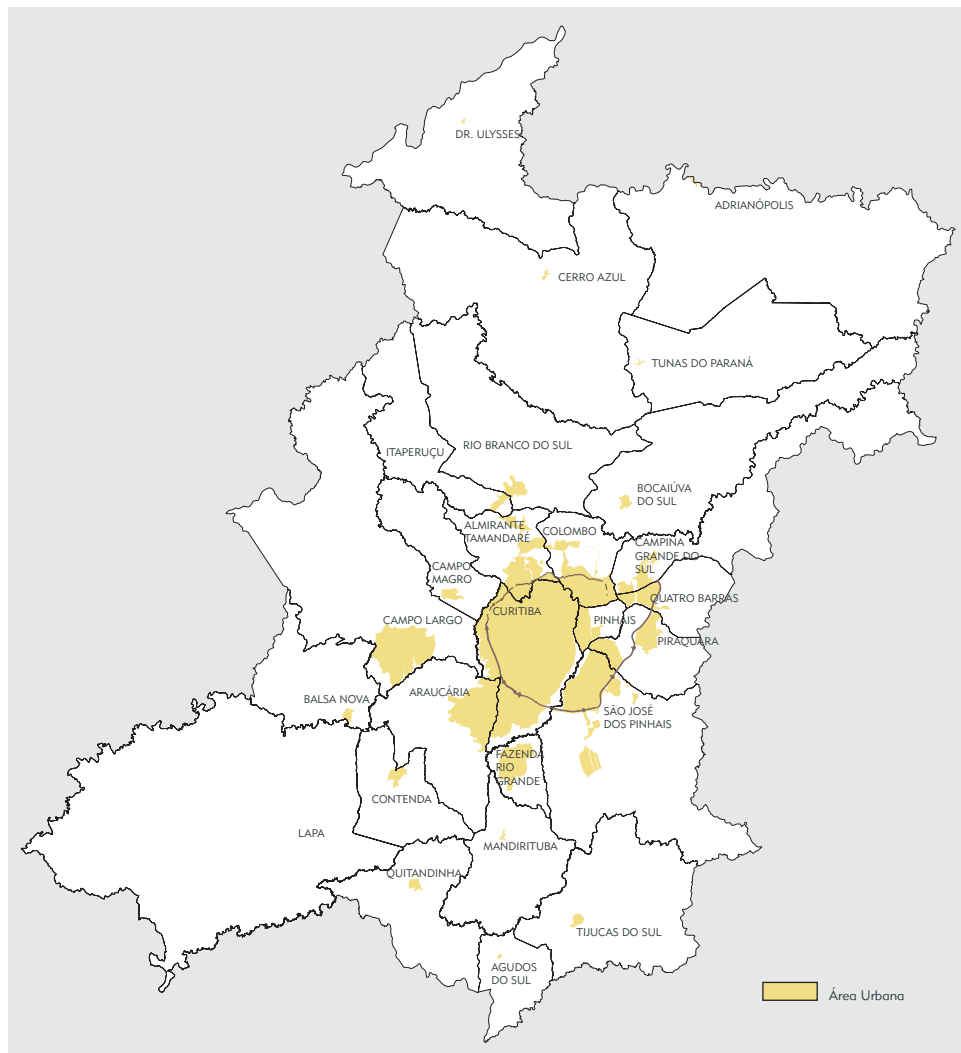 DR. ULYSSES
ADRIANÓPOLIS
CERRO AZUL
TUNAS DO PARANÁ
RIO BRANCO DO SUL
ITAPERUÇU
BOCAIÚVA
DO SUL
ALMIRANTE
TAMANDARÉ
COLOMBO
CAMPINA
GRANDE DO
SUL
CAMPO
MAGRO
QUATRO BARRAS
CURITIBA
CAMPO LARGO
PINHAIS
PIRAQUARA
ARAUCÁRIA
BALSA NOVA
SÃO JOSÉ
DOS PINHAIS
FAZENDA
RIO
GRANDE
CONTENDA
LAPA
MANDIRITUBA
QUITANDINHA
TIJUCAS DO SUL
AGUDOS
DO SUL
Área Urbana